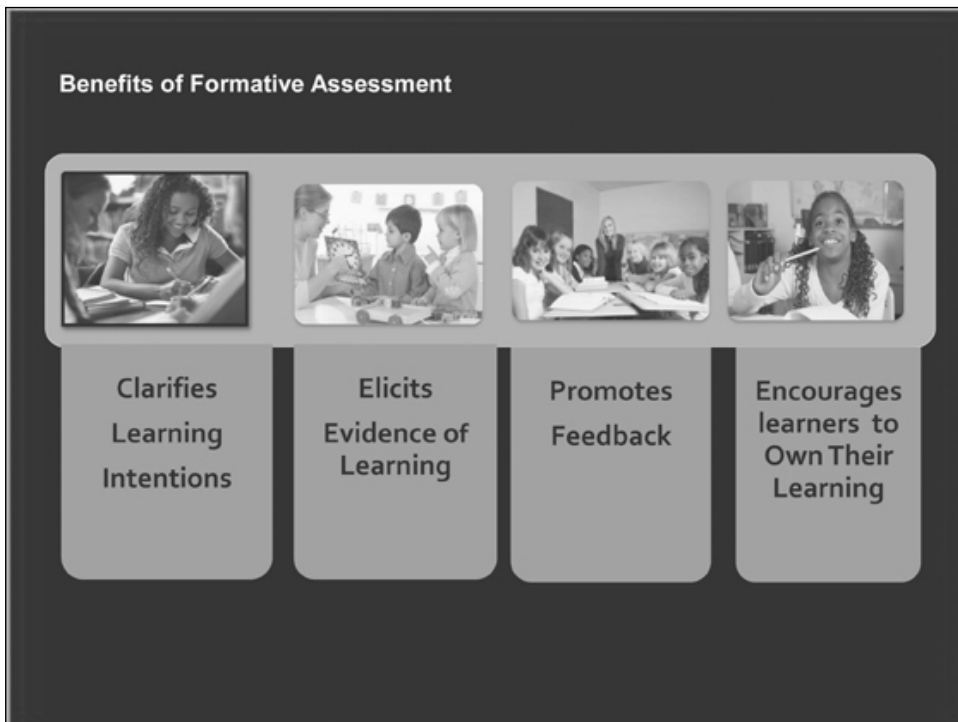 Benefits of Formative Assessment
Clarifies
Learning
Intentions
Elicits
Evidence of
Learning
Promotes
Feedback
Encourages
learners to
Own Their
Learning